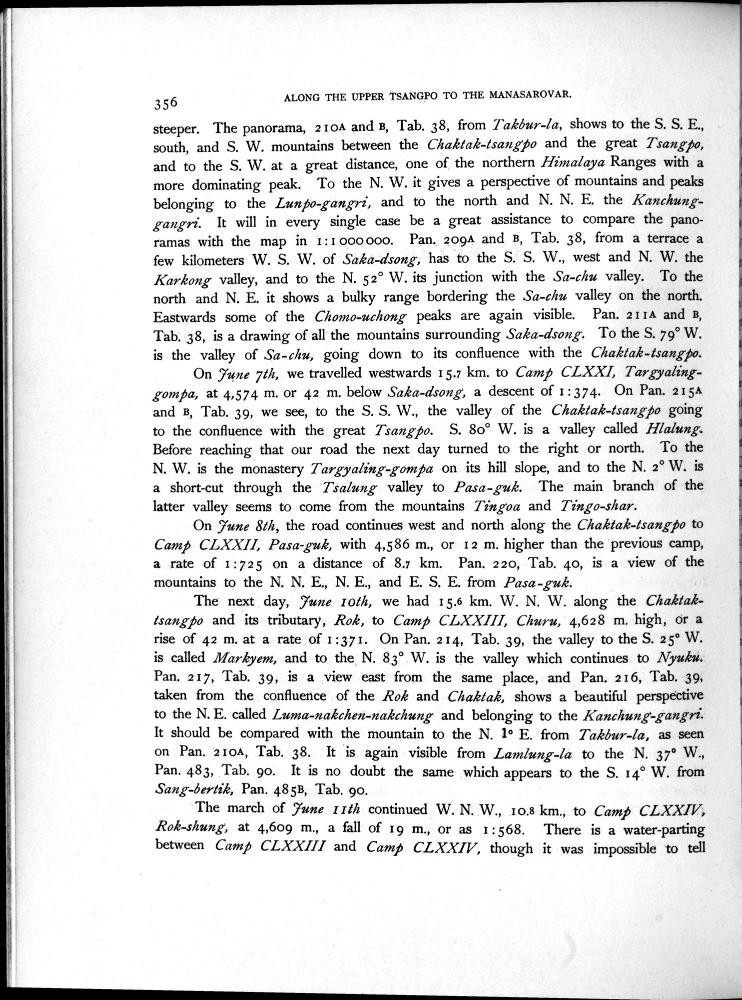 356
ALONG THE UPPER TSANGPO TO THE MANASAROVAR.
steeper. The panorama, 210A and B, Tab. 38, from Takbur-la, shows to the S. S. E.,
south, and S. W. mountains between the Chaktak-tsangpo and the great Tsangpo,
and to the S. W. at a great distance, one of the northern Himalaya Ranges with a
more dominating peak. To the N. W. it gives a perspective of mountains and peaks
belonging to the Lunpo-gangri, and to the north and N. N. E. the Kanchung-
gangri. It will in every single case be a great assistance to compare the pano-
ramas with the map in 1:1 000 000. Pan. 209A and B, Tab. 38, from a terrace a
few kilometers W. S. W. of Saka-dsong, has to the S. S. W., west and N. W. the
Karkong valley, and to the N. 52° W. its junction with the Sa-chu valley. To the
north and N. E. it shows a bulky range bordering the Sa-chu valley on the north.
Eastwards some of the Chomo-uchong peaks are again visible. Pan. 211A and B,
Tab. 38, is a drawing of all the mountains surrounding Saka-dsong. To the S. 79° W.
is the valley of Sa-chu, going down to its confluence with the Chaktak-tsangpo.
On June 7th, we travelled westwards 15.7 km. to Camp CLXXI, Targyaling-
gompa, at 4,574 m. or 42 m. below Saka-dsong, a descent of 1:374. On Pan. 215A
and B, Tab. 39, we see, to the S. S. W., the valley of the Chaktak-tsangpo going
to the confluence with the great Tsangpo. S. 80° W. is a valley called Hlalung.
Before reaching that our road the next day turned to the right or north. To the
N. W. is the monastery Targyaling-gompa on its hill slope, and to the N. 2° W. is
a short-cut through the Tsalung valley to Pasa-guk. The main branch of the
latter valley seems to come from the mountains Tingoa and Tingo-shar.
On June 8th, the road continues west and north along the Chaktak-tsangpo to
Camp CLXXII, Pasa-guk, with 4,586 m., or 12 m. higher than the previous camp,
a rate of 1:725 on a distance of 8.7 km. Pan. 220, Tab. 40, is a view of the
mountains to the N. N. E., N. E., and E. S. E. from Pasa-guk.
The next day, June 10th, we had 15.6 km. W. N. W. along the Chaktak-
tsangpo and its tributary, Rok, to Camp CLXXIII, Churu, 4,628 m. high, or a
rise of 42 m. at a rate of 1:371. On Pan. 214, Tab. 39, the valley to the S. 25° W.
is called Markyem, and to the N. 83° W. is the valley which continues to Nyuku.
Pan. 217, Tab. 39, is a view east from the same place, and Pan. 216, Tab. 39,
taken from the confluence of the Rok and Chaktak, shows a beautiful perspective
to the N. E. called Luma-nakchen-nakchung and belonging to the Kanchung-gangri.
It should be compared with the mountain to the N. 1° E. from Takbur-la, as seen
on Pan. 210A, Tab. 38. It is again visible from Lamlung-la to the N. 37° W.,
Pan. 483, Tab. 90. It is no doubt the same which appears to the S. 14° W. from
Sang-bertik, Pan. 485B, Tab. 90.
The march of June 11th continued W. N. W., 10.8 km., to Camp CLXXIV,
Rok-shung, at 4,609 m., a fall of 19 m., or as 1:568. There is a water-parting
between Camp CLXXIII and Camp CLXXIV, though it was impossible to tell